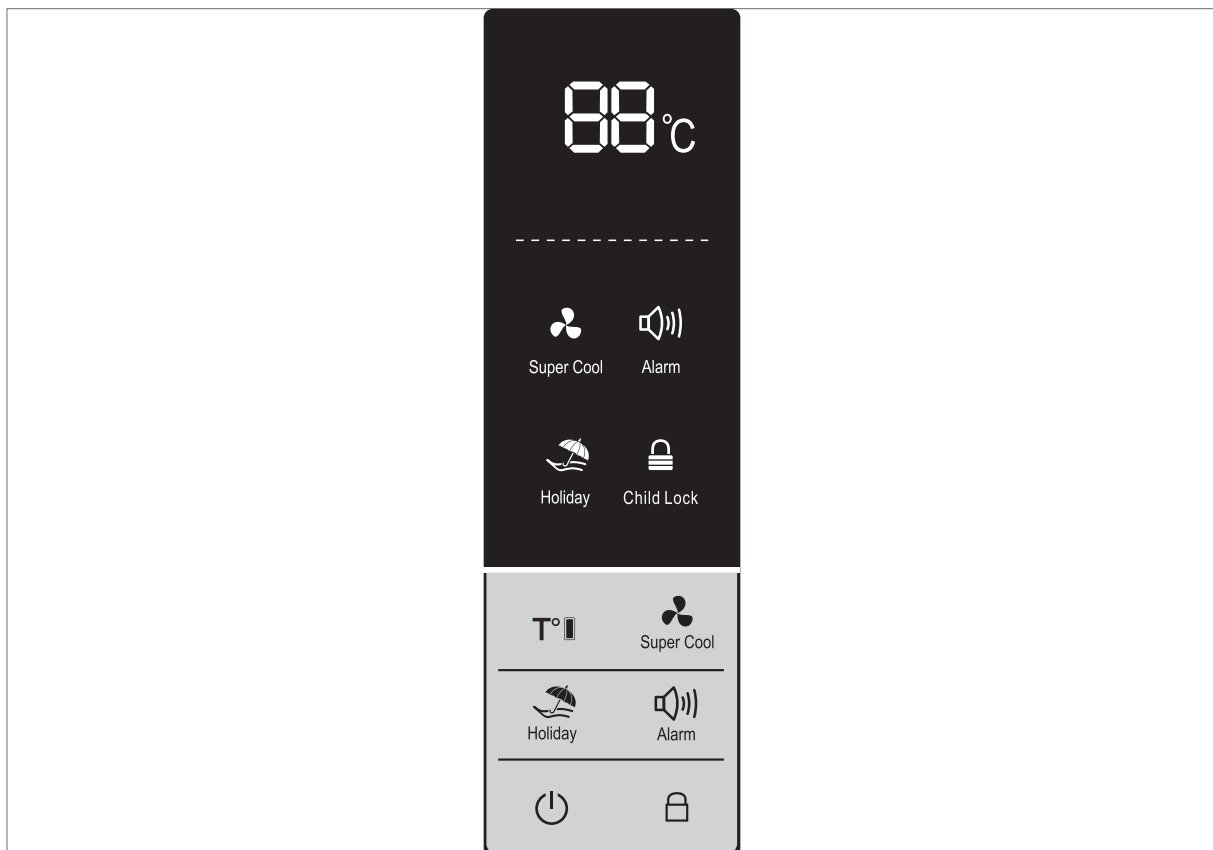 88°C
Super Cool Alarm
Holiday Child Lock
T°
Super Cool
Holiday Alarm